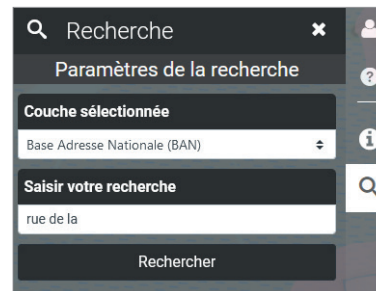 Recherche
Paramètres de la recherche
Couche sélectionnée
Base Adresse Nationale (BAN)
Saisir votre recherche
rue de la
Rechercher